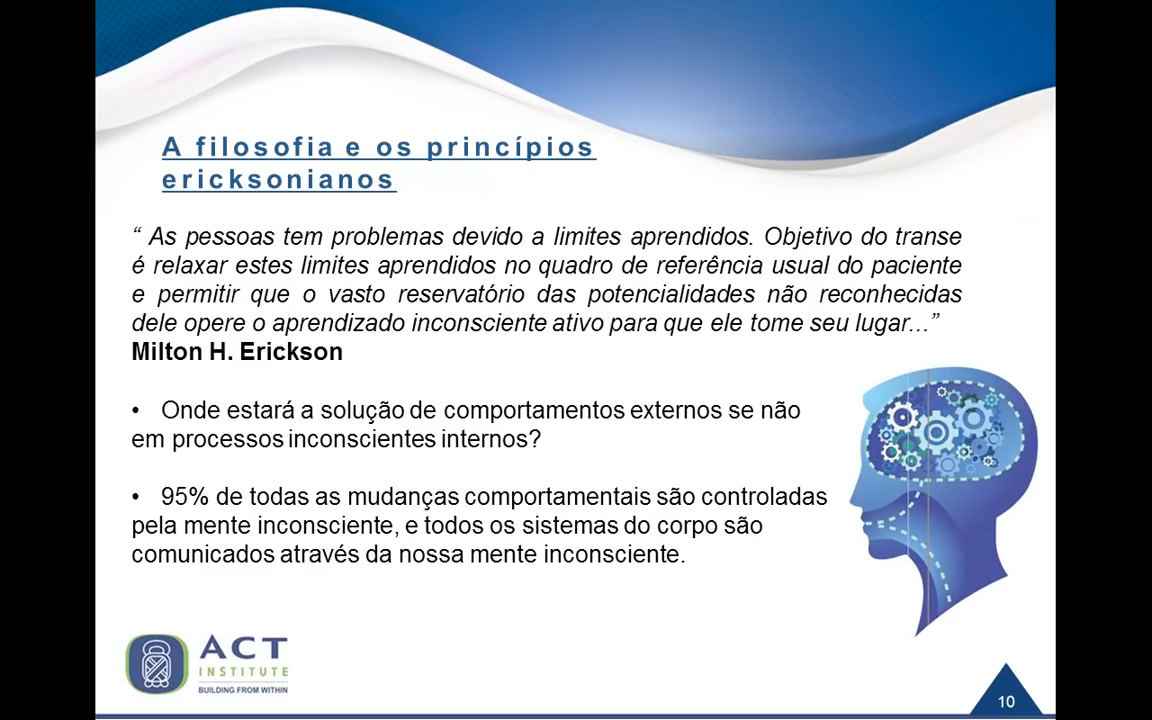 A filosofia e os princípios
ericksonianos
“ As pessoas tem problemas devido a limites aprendidos. Objetivo do transe
é relaxar estes limites aprendidos no quadro de referência usual do paciente
e permitir que o vasto reservatório das potencialidades não reconhecidas
dele opere o aprendizado inconsciente ativo para que ele tome seu lugar...”
Milton H. Erickson
• Onde estará a solução de comportamentos externos se não
em processos inconscientes internos?
• 95% de todas as mudanças comportamentais são controladas
pela mente inconsciente, e todos os sistemas do corpo são
comunicados através da nossa mente inconsciente.
ACT
INSTITUTE
BUILDING FROM WITHIN
10